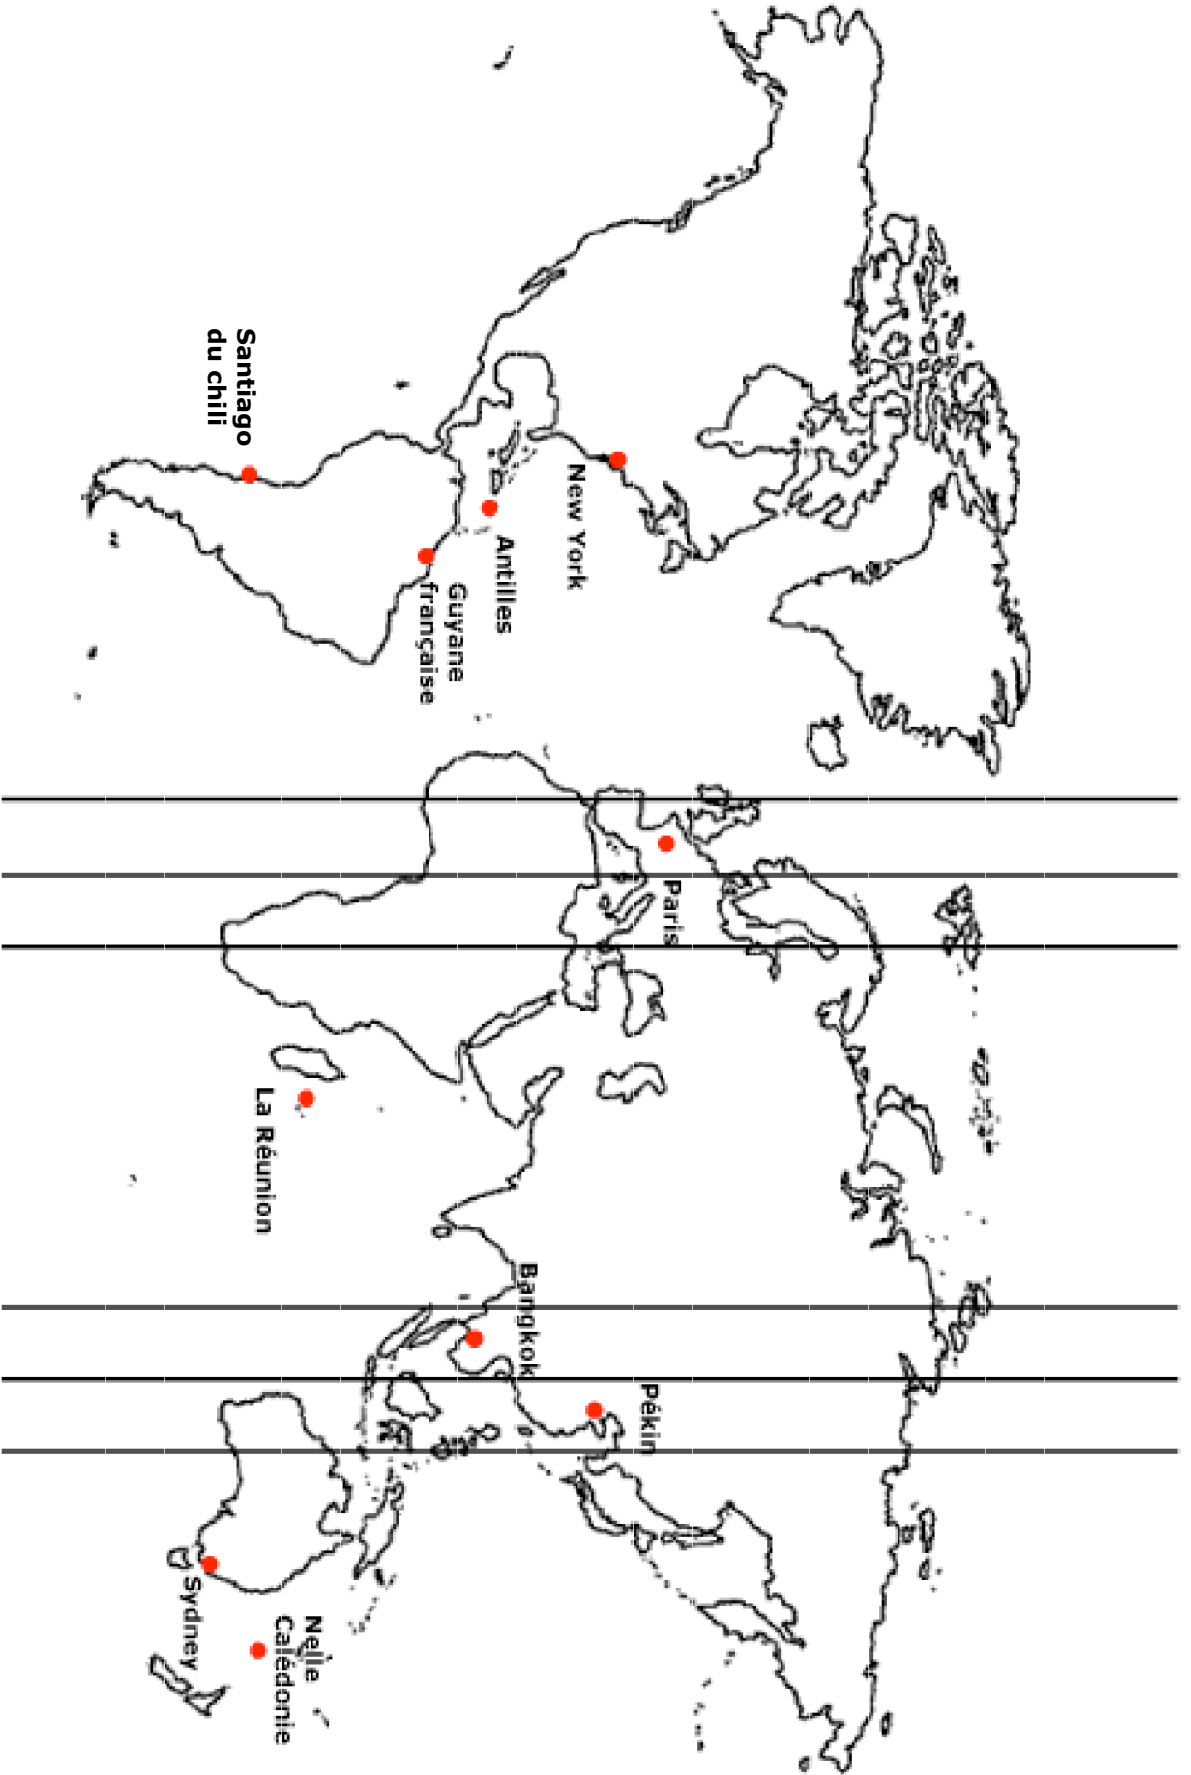 New York
Antilles
Guyane
française
Santiago
du chili
Paris
La Réunion
Bangkok
Pékin
Sydney
Nelle
Calédonie